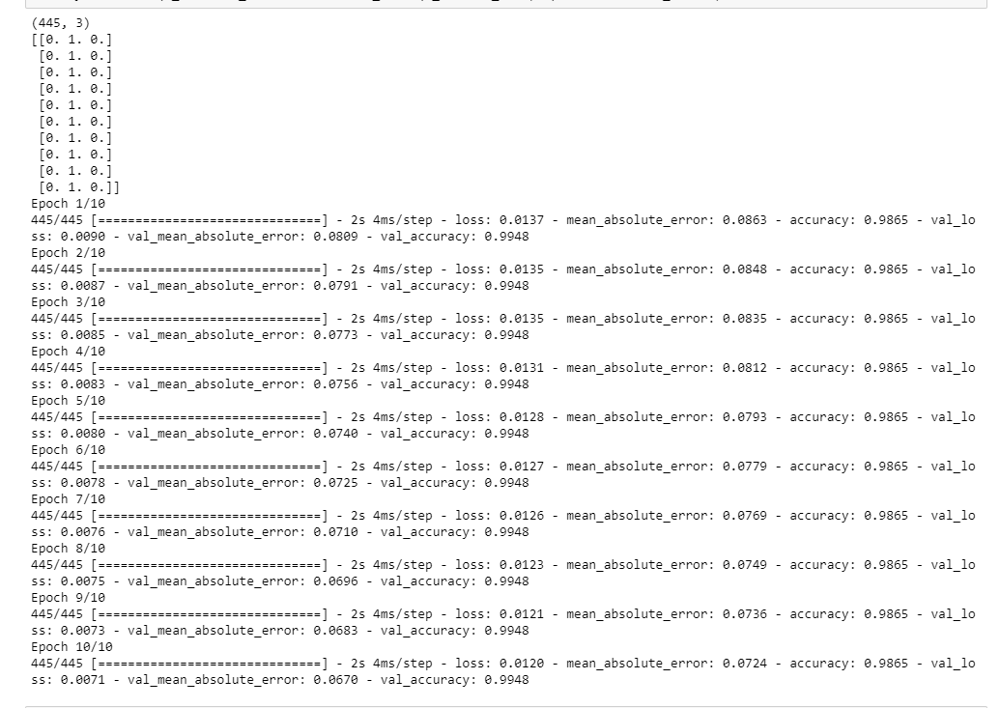 (445, 3)
[[0. 1. 0.]
[0. 1. 0.]
[0. 1. 0.]
[0. 1. 0.]
[0. 1. 0.]
[0. 1. 0.]
[0. 1. 0.]
[0. 1. 0.]
[0. 1. 0.]
[0. 1. 0.]]
Epoch 1/10
445/445 [==============================] - 2s 4ms/step - loss: 0.0137 - mean_absolute_error: 0.0863 - accuracy: 0.9865 - val_lo
ss: 0.0090 - val_mean_absolute_error: 0.0809 - val_accuracy: 0.9948
Epoch 2/10
445/445 [==============================] - 2s 4ms/step - loss: 0.0135 - mean_absolute_error: 0.0848 - accuracy: 0.9865 - val_lo
ss: 0.0087 - val_mean_absolute_error: 0.0791 - val_accuracy: 0.9948
Epoch 3/10
445/445 [==============================] - 2s 4ms/step - loss: 0.0135 - mean_absolute_error: 0.0835 - accuracy: 0.9865 - val_lo
ss: 0.0085 - val_mean_absolute_error: 0.0773 - val_accuracy: 0.9948
Epoch 4/10
445/445 [==============================] - 2s 4ms/step - loss: 0.0131 - mean_absolute_error: 0.0812 - accuracy: 0.9865 - val_lo
ss: 0.0083 - val_mean_absolute_error: 0.0756 - val_accuracy: 0.9948
Epoch 5/10
445/445 [==============================] - 2s 4ms/step - loss: 0.0128 - mean_absolute_error: 0.0793 - accuracy: 0.9865 - val_lo
ss: 0.0080 - val_mean_absolute_error: 0.0740 - val_accuracy: 0.9948
Epoch 6/10
445/445 [==============================] - 2s 4ms/step - loss: 0.0127 - mean_absolute_error: 0.0779 - accuracy: 0.9865 - val_lo
ss: 0.0078 - val_mean_absolute_error: 0.0725 - val_accuracy: 0.9948
Epoch 7/10
445/445 [==============================] - 2s 4ms/step - loss: 0.0126 - mean_absolute_error: 0.0769 - accuracy: 0.9865 - val_lo
ss: 0.0076 - val_mean_absolute_error: 0.0710 - val_accuracy: 0.9948
Epoch 8/10
445/445 [==============================] - 2s 4ms/step - loss: 0.0123 - mean_absolute_error: 0.0749 - accuracy: 0.9865 - val_lo
ss: 0.0075 - val_mean_absolute_error: 0.0696 - val_accuracy: 0.9948
Epoch 9/10
445/445 [==============================] - 2s 4ms/step - loss: 0.0121 - mean_absolute_error: 0.0736 - accuracy: 0.9865 - val_lo
ss: 0.0073 - val_mean_absolute_error: 0.0683 - val_accuracy: 0.9948
Epoch 10/10
445/445 [==============================] - 2s 4ms/step - loss: 0.0120 - mean_absolute_error: 0.0724 - accuracy: 0.9865 - val_lo
ss: 0.0071 - val_mean_absolute_error: 0.0670 - val_accuracy: 0.9948